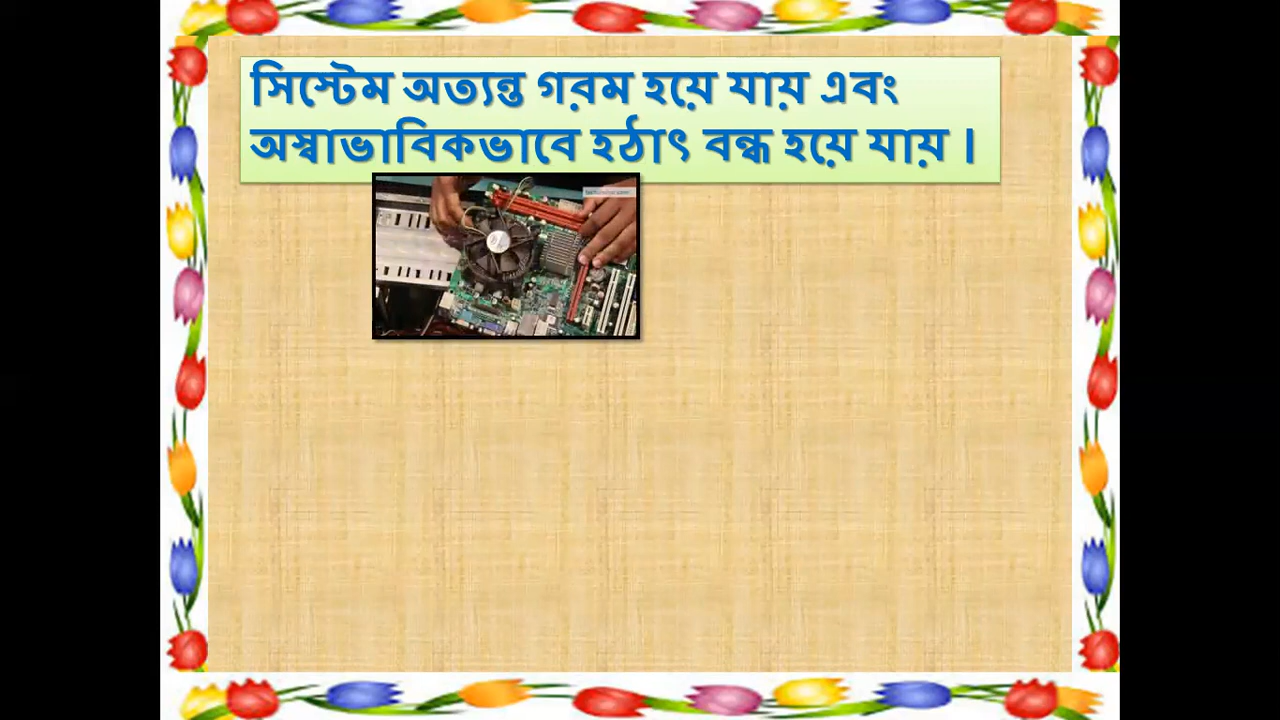 সিস্টেম অত্যন্ত গরম হয়ে যায় এবং
অস্বাভাবিকভাবে হঠাৎ বন্ধ হয়ে যায় ।